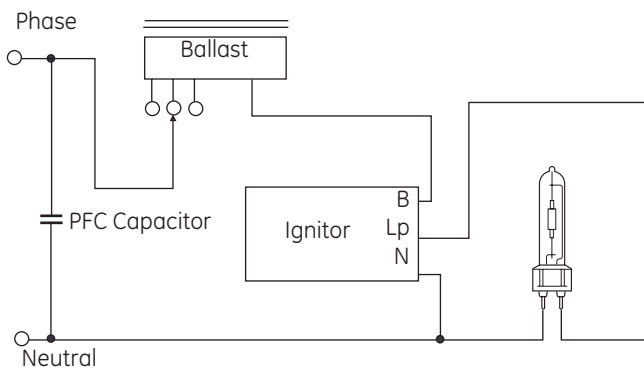 Phase
Ballast
PFC Capacitor
Ignitor
B
Lp
N
Neutral